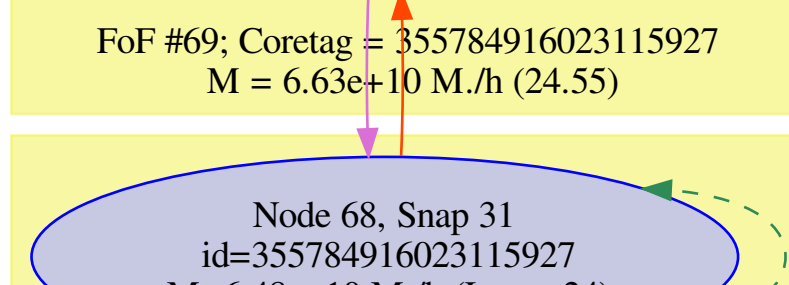 FoF #69; Coretag = 355784916023115927
M = 6.63e+10 M./h (24.55)
Node 68, Snap 31
id=355784916023115927